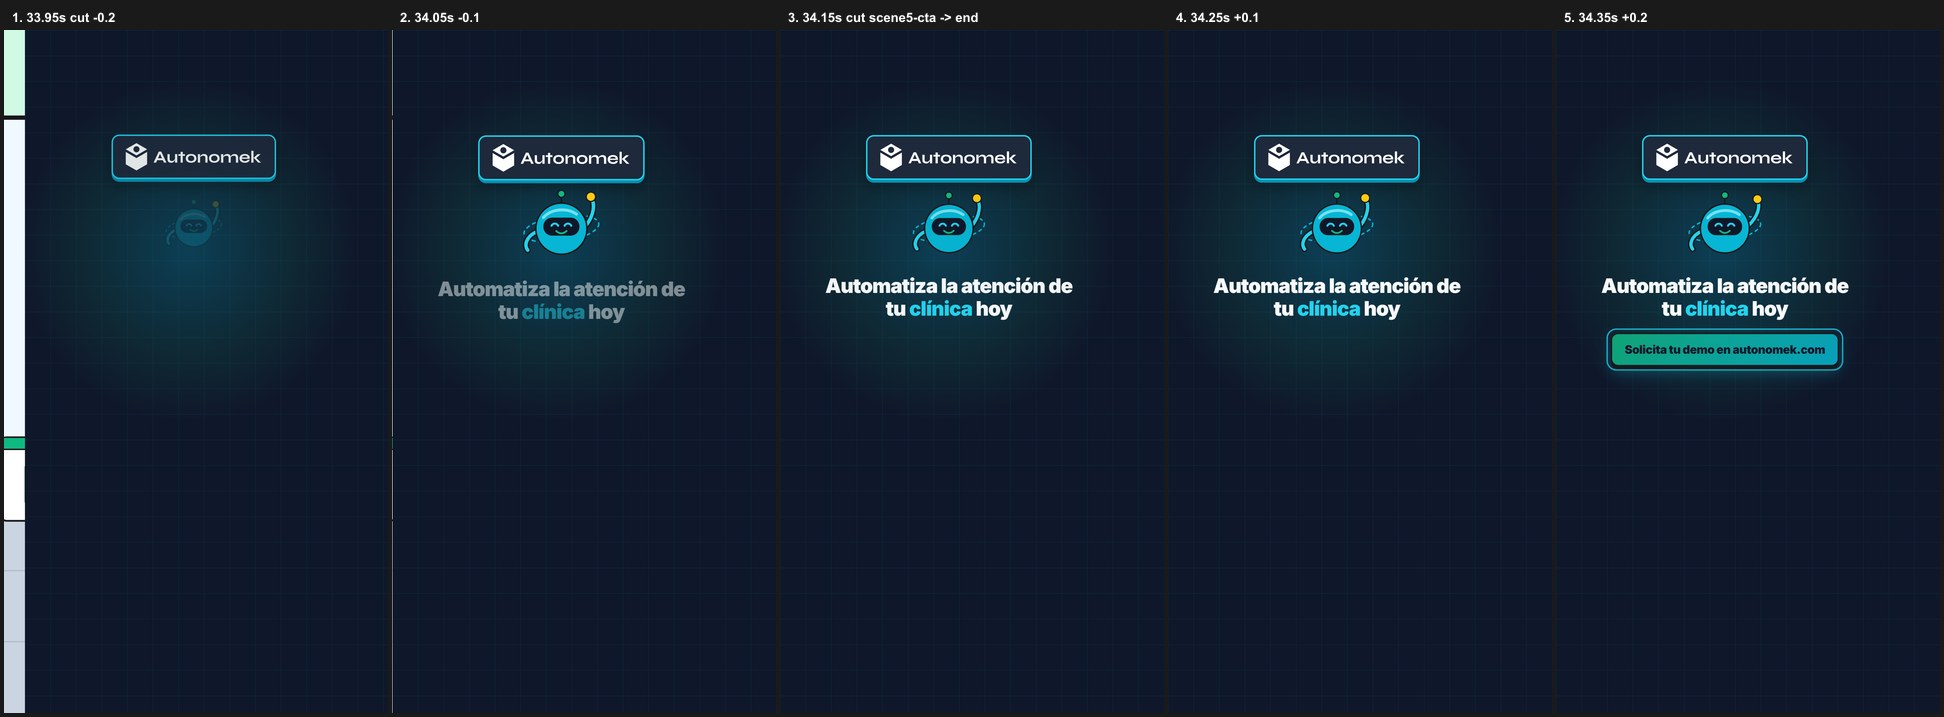 1. 33.95s cut -0.2
2. 34.05s -0.1
3. 34.15s cut scene5-cta -> end
4. 34.25s +0.1
5. 34.35s +0.2
Autonomek
Autonomek
Automatiza la atención de
tu clínica hoy
Autonomek
Automatiza la atención de
tu clínica hoy
Autonomek
Automatiza la atención de
tu clínica hoy
Autonomek
Automatiza la atención de
tu clínica hoy
Solicita tu demo en autonomek.com